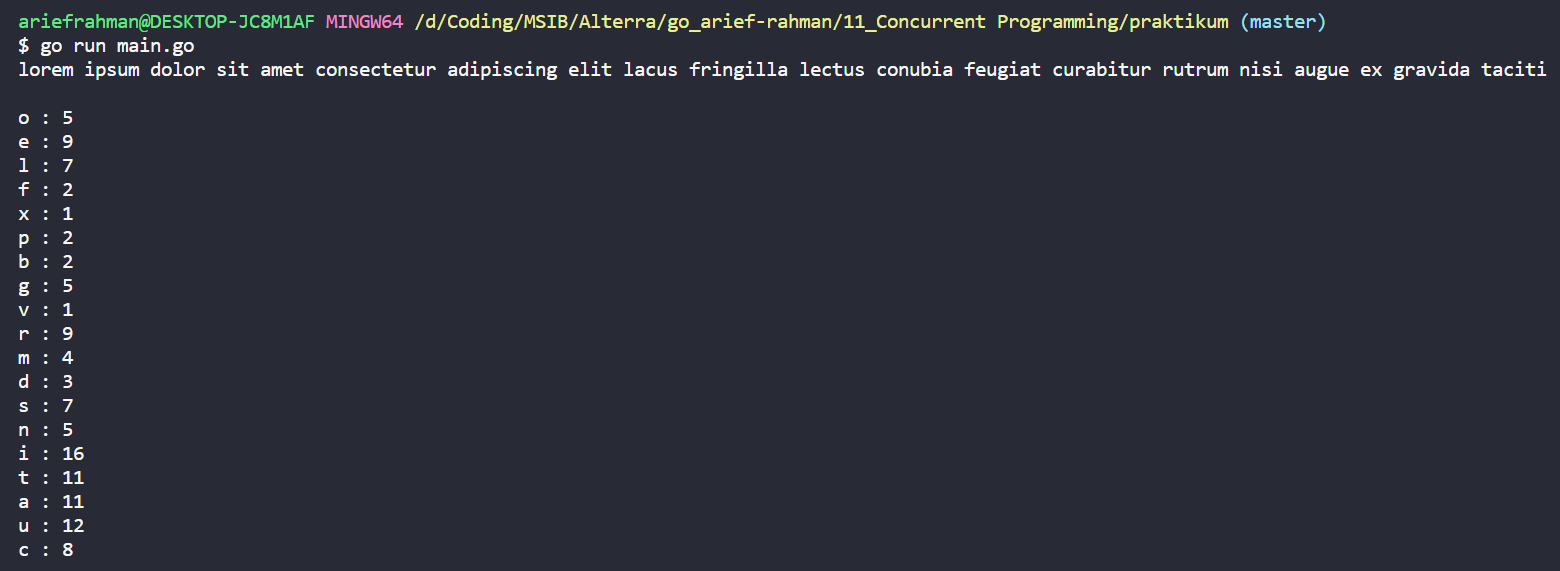 ariefrahman@DESKTOP-JC8M1AF MINGW64 /d/Coding/MSIB/Alterra/go_arief-rahman/11_Concurrent Programming/praktikum (master)
$ go run main.go
lorem ipsum dolor sit amet consectetur adipiscing elit lacus fringilla lectus conubia feugiat curabitur rutrum nisi augue ex gravida taciti
o : 5
e : 9
l : 7
f : 2
x : 1
p : 2
b : 2
g : 5
v : 1
r : 9
m : 4
d : 3
s : 7
n : 5
i : 16
t : 11
a : 11
u : 12
c : 8